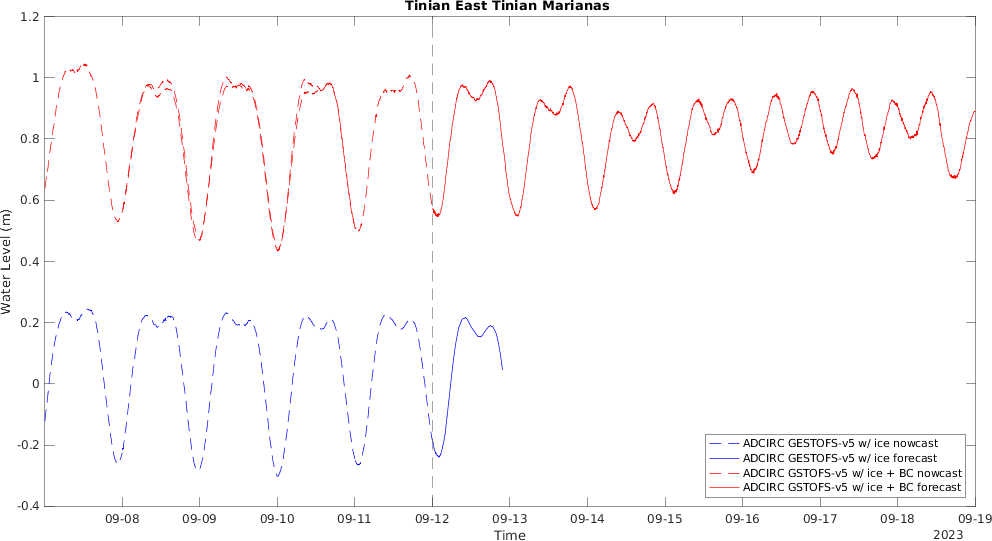 Tinian East Tinian Marianas
1.2
1
0.8
0.6
0.4
0.2
0
-0.2
-0.4
Water Level (m)
ADCIRC GESTOFS-v5 w/ ice nowcast
ADCIRC GESTOFS-v5 w/ ice forecast
ADCIRC GSTOFS-v5 w/ ice + BC nowcast
ADCIRC GSTOFS-v5 w/ ice + BC forecast
09-08 09-09 09-10 09-11 09-12 09-13 09-14 09-15 09-16 09-17 09-18 09-19
Time
2023